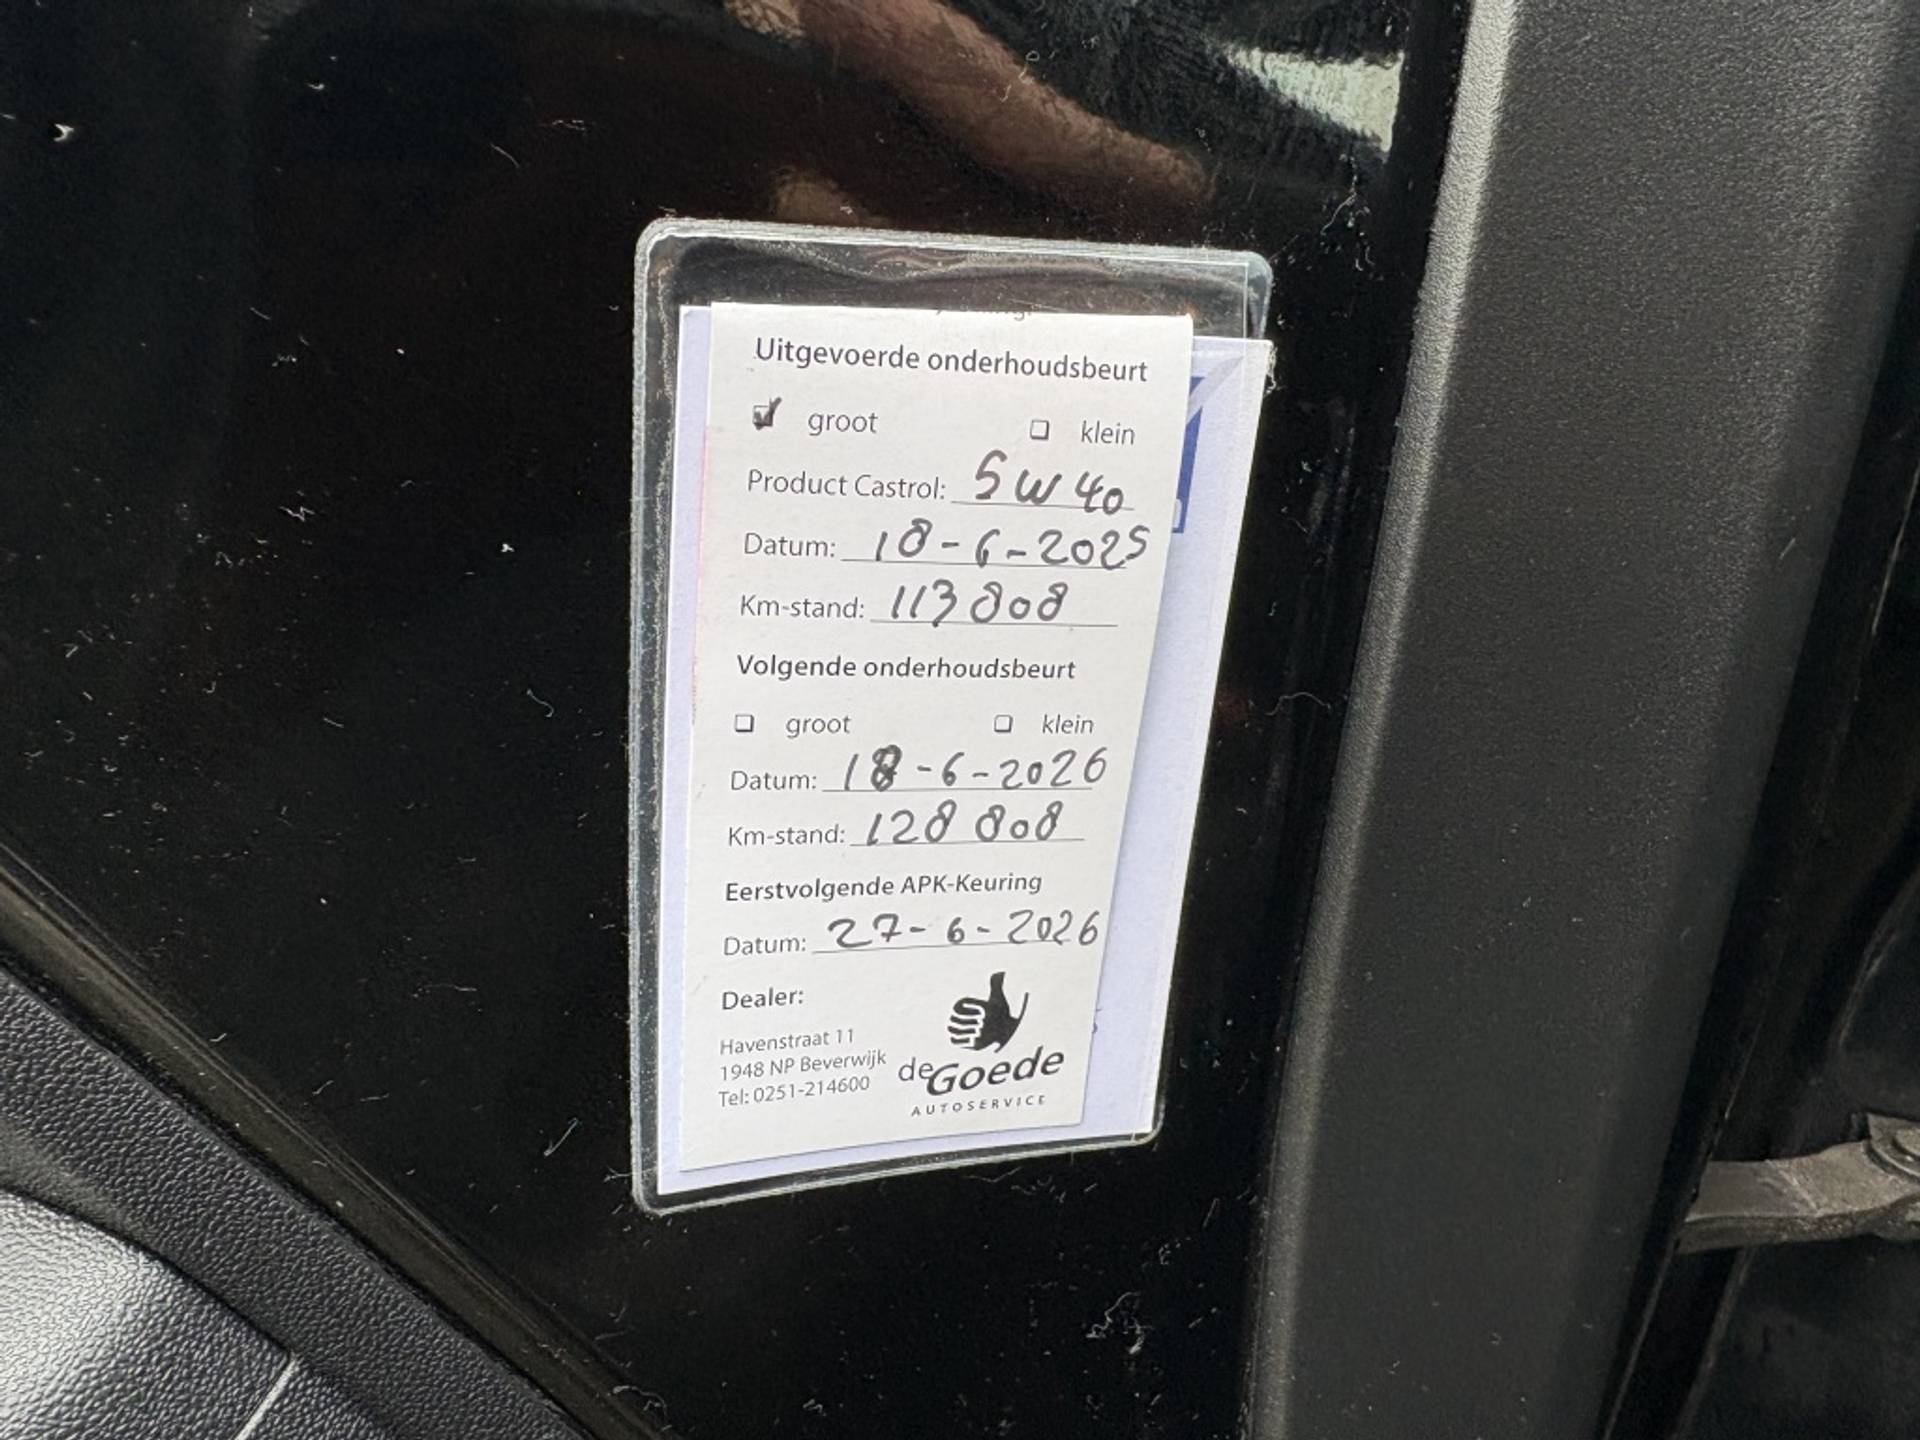 Uitgevoerde onderhoudsbeurt
groot klein
Product Castrol: 5W40
Datum: 18-6-2025
Km-stand: 113808
Volgende onderhoudsbeurt
groot klein
Datum: 18-6-2026
Km-stand: 128 808
Eerstvolgende APK-Keuring
Datum: 27-6-2026
Dealer:
Havenstraat 11
1948 NP Beverwijk
Tel: 0251-214600
deGoede
AUTOSERVICE